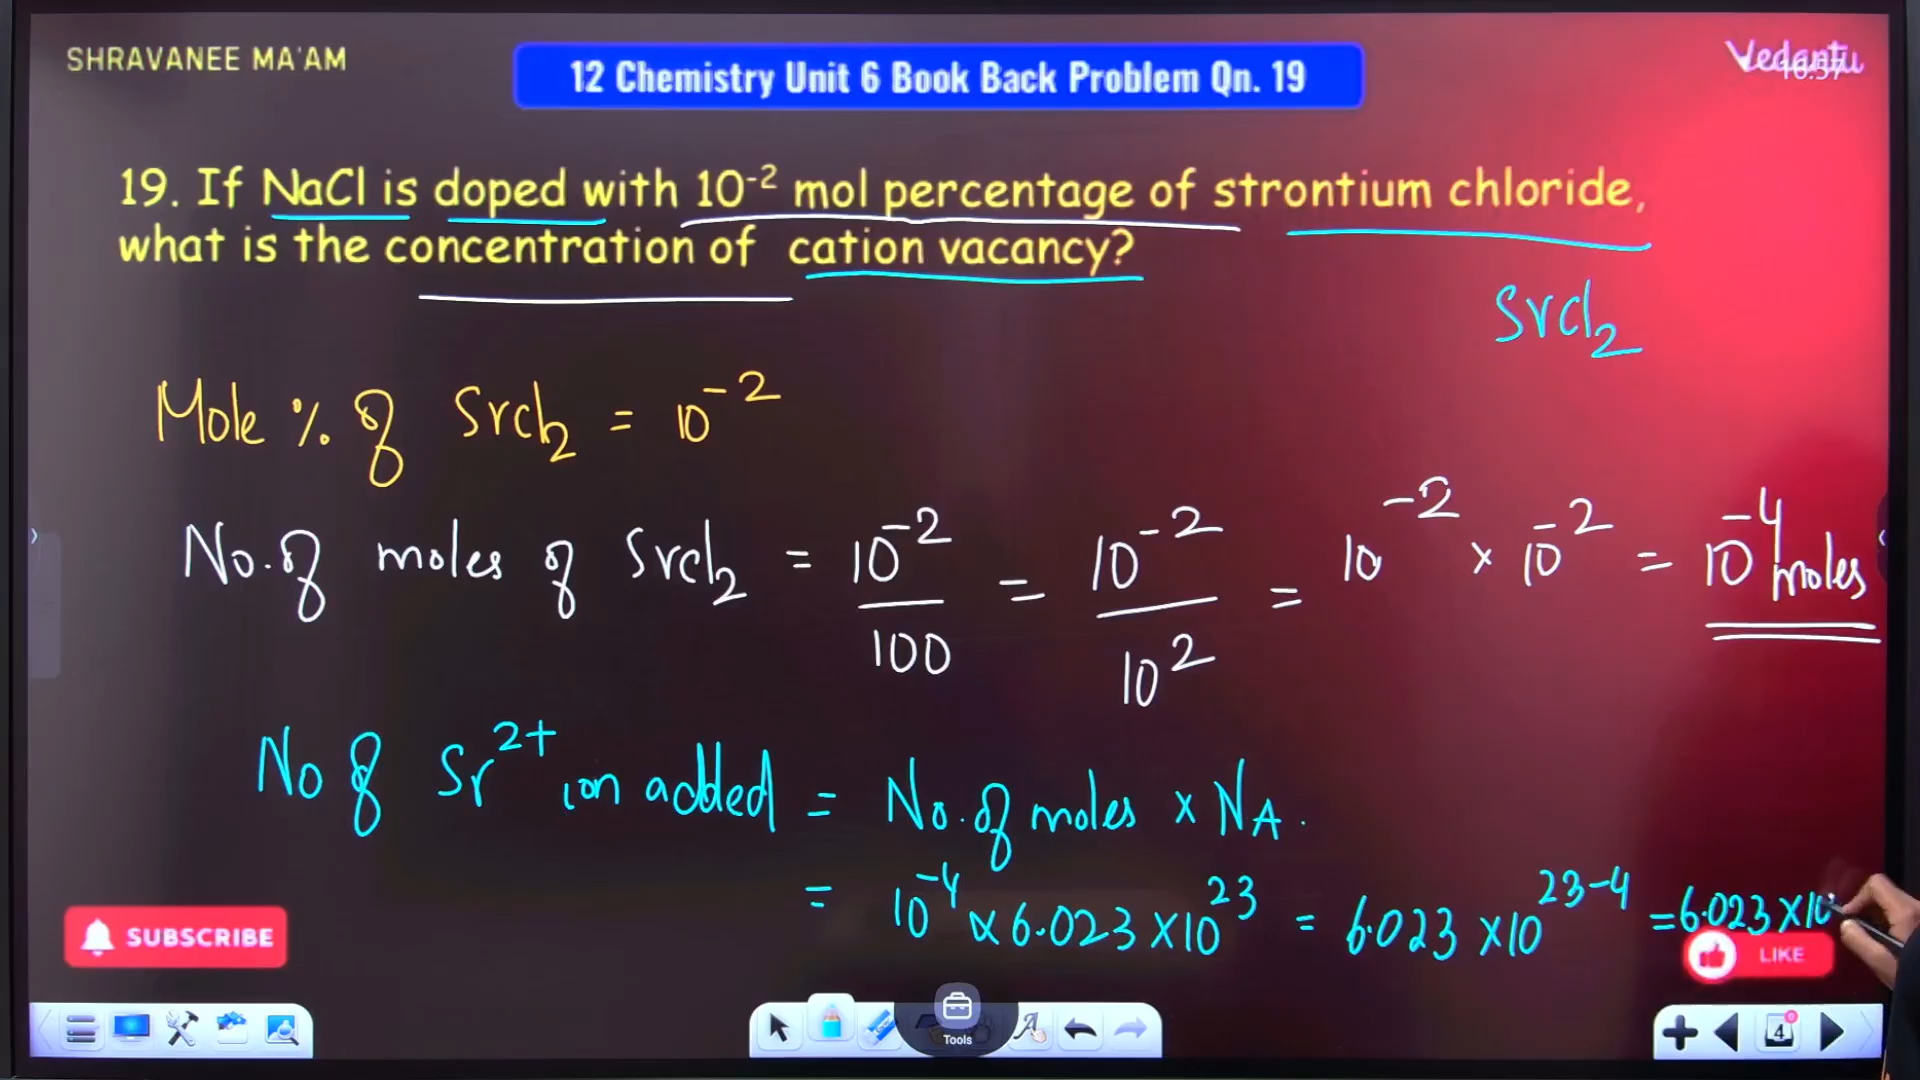 SHRAVANEE MA'AM
12 Chemistry Unit 6 Book Back Problem Qn. 19
Vedantu
16:57
19. If NaCl is doped with 10⁻² mol percentage of strontium chloride,
what is the concentration of cation vacancy?
Srcl₂
Mole % of Srcl₂ = 10⁻²
No. of moles of Srcl₂ = 10⁻²/100 = 10⁻²/10² = 10⁻² × 10⁻² = 10⁻⁴ moles
No of Sr²⁺ ion added = No. of moles × NA.
= 10⁻⁴ × 6.023 × 10²³ = 6.023 × 10²³⁻⁴ = 6.023 × 10
SUBSCRIBE
LIKE
Tools
4